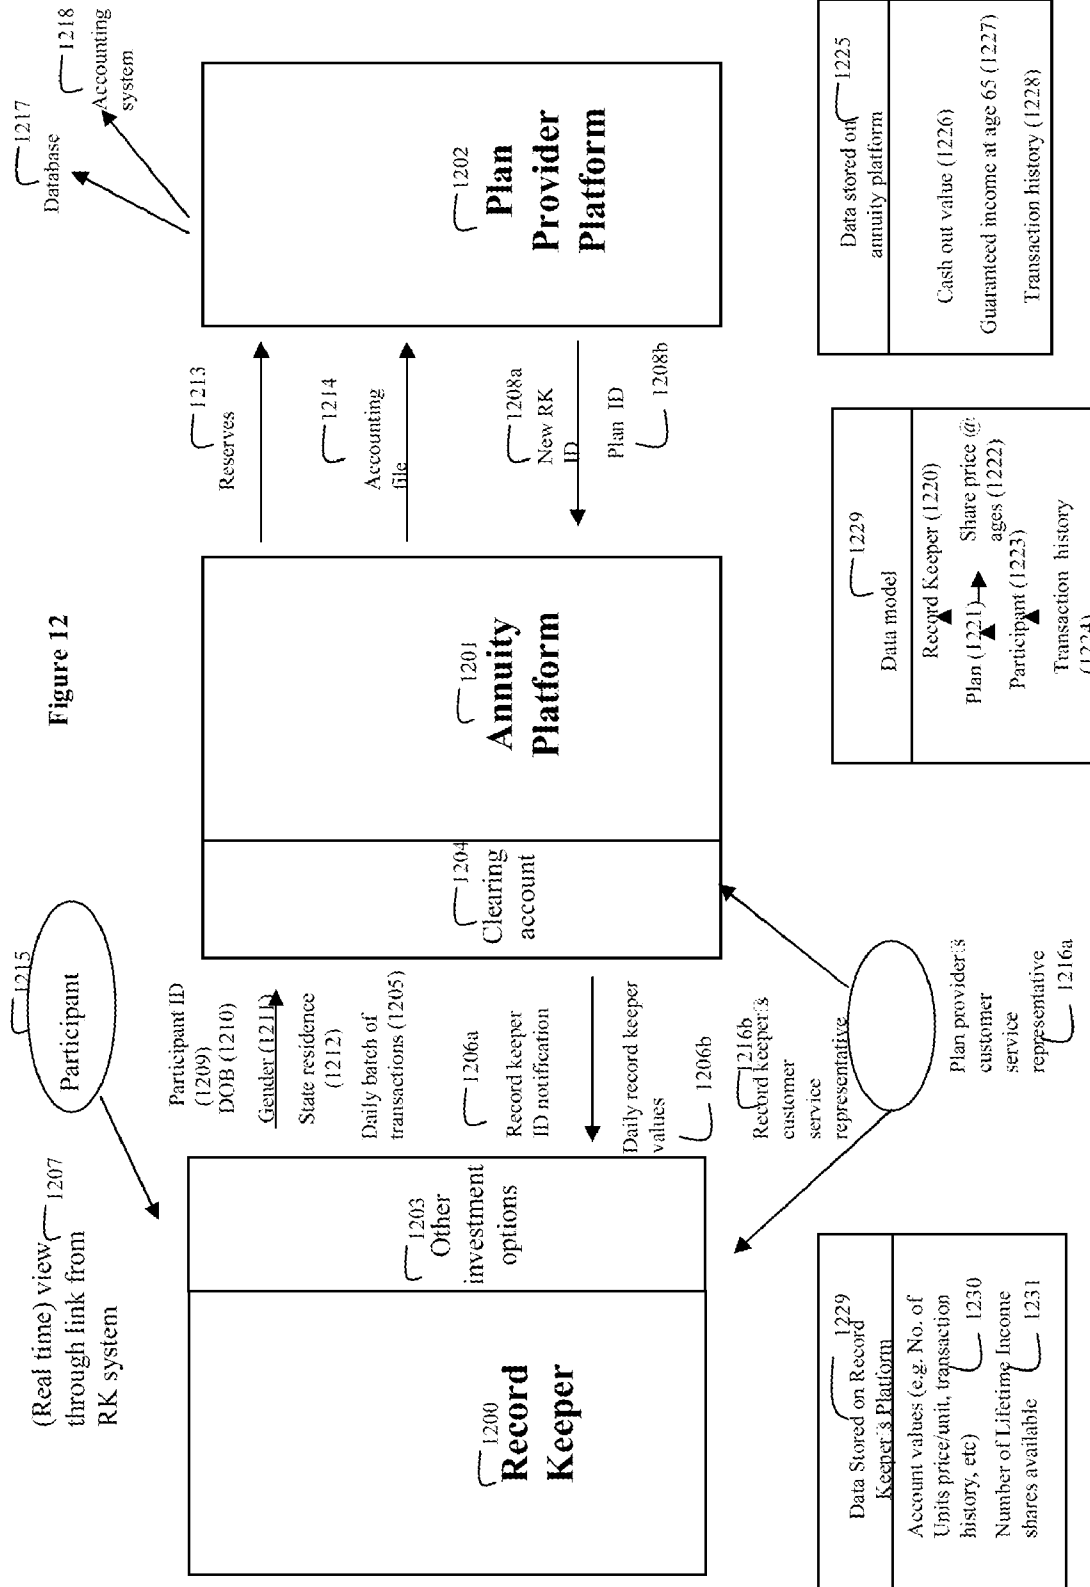 Figure 12
(Real time) view
1207
through link from
RK system
1215
Participant
1217
Database
1218
Accounting
system
1200
Record
Keeper
1203
Other
investment
options
Participant ID
(1209)
DOB (1210)
Gender (1211)
State residence
(1212)
Daily batch of
transactions (1205)
1206a
Record keeper
ID notification
Daily record keeper
values
1206b
1204
Clearing
account
1201
Annuity
Platform
1213
Reserves
1214
Accounting
file
1208a
New RK
ID
Plan ID
1208b
1202
Plan
Provider
Platform
1216b
Record keeper's
customer
service
representative
Plan provider's
customer
service
representative
1216a
1229
Data Stored on Record
Keeper's Platform
Account values (e.g. No. of
Units price/unit, transaction
history, etc)
1230
Number of Lifetime Income
shares available
1231
1229
Data model
Record Keeper (1220)
Plan (1221)
Share price @
ages (1222)
Participant (1223)
Transaction history
(1224)
1225
Data stored on
annuity platform
Cash out value (1226)
Guaranteed income at age 65 (1227)
Transaction history (1228)